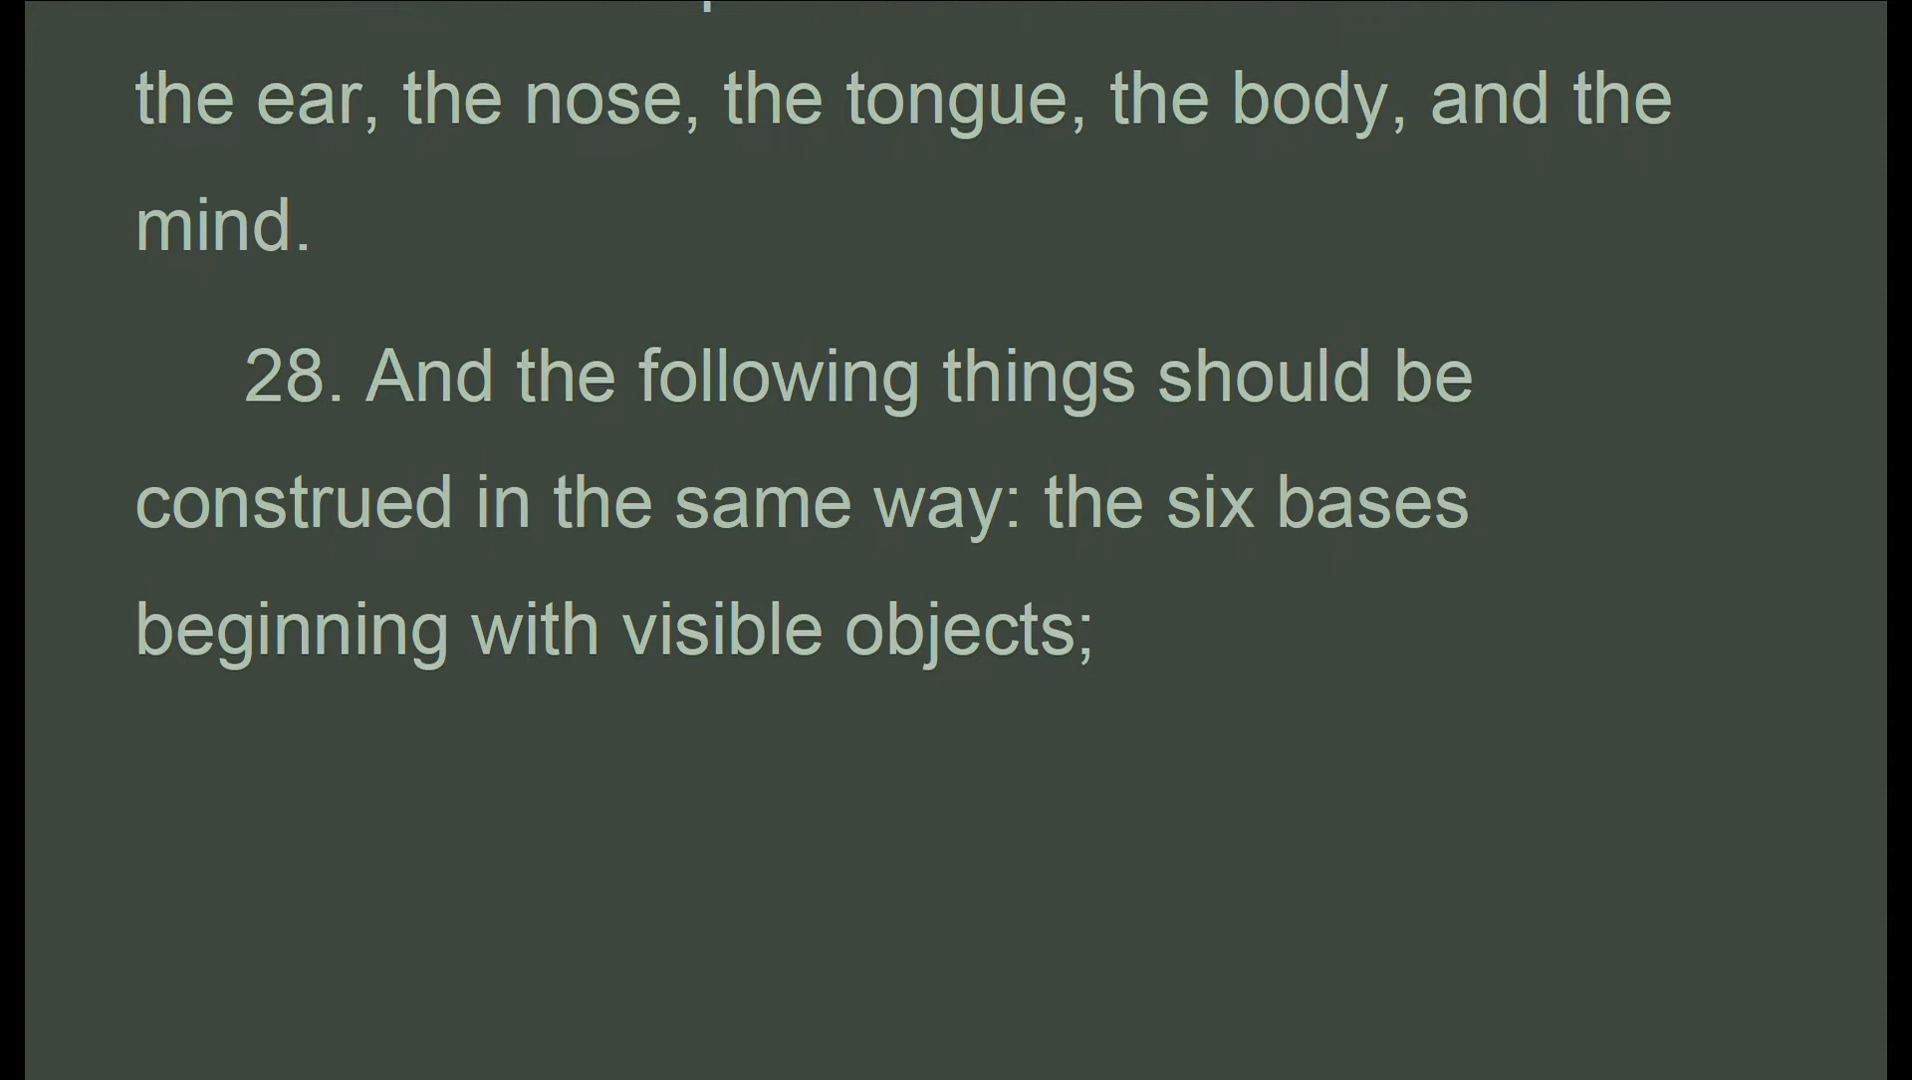 the ear, the nose, the tongue, the body, and the
mind.
28. And the following things should be
construed in the same way: the six bases
beginning with visible objects;